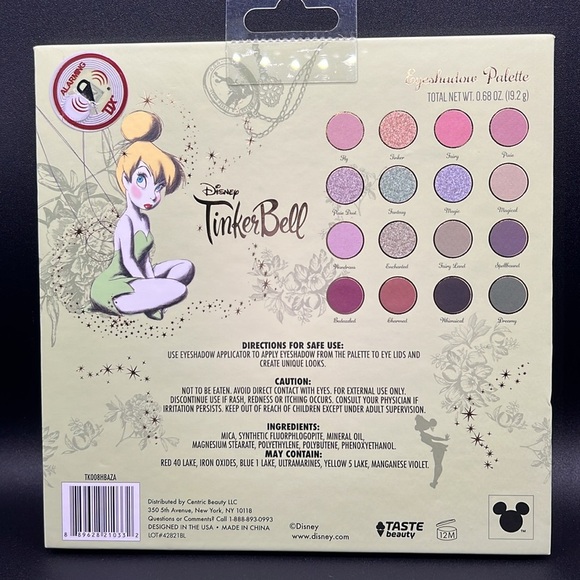 ALARMING
TJX
Eyeshadow Palette
TOTAL NET WT. 0.68 OZ. (19.2 g)
Fly
Tinker
Fairy
Pixie
Pixie Dust
Fantasy
Magic
Magical
Disney
TinkerBell
Wondrous
Enchanted
Fairy Land
Spellbound
Charmed
Whimsical
Dreamy
DIRECTIONS FOR SAFE USE:
USE EYESHADOW APPLICATOR TO APPLY EYESHADOW FROM THE PALETTE TO EYE LIDS AND
CREATE UNIQUE LOOKS.
CAUTION:
NOT TO BE EATEN. AVOID DIRECT CONTACT WITH EYES. FOR EXTERNAL USE ONLY.
DISCONTINUE IF RASH, REDNESS OR ITCHING OCCURS. CONSULT YOUR PHYSICIAN IF
IRRITATION PERSISTS. KEEP OUT OF REACH OF CHILDREN EXCEPT UNDER ADULT SUPERVISION.
INGREDIENTS:
MICA, SYNTHETIC FLUORPHLOGOPITE, MINERAL OIL,
MAGNESIUM STEARATE, POLYETHYLENE, POLYBUTENE, PHENOXYETHANOL.
MAY CONTAIN:
RED 40 LAKE, IRON OXIDES, BLUE 1 LAKE, ULTRAMARINES, YELLOW 5 LAKE, MANGANESE VIOLET.
TK008HBAZA
8 89628 21033 2
Distributed by Centric Beauty LLC
350 5th Avenue, New York, NY 10118
Questions or Comments? Call 1-888-893-0993
DESIGNED IN THE USA • MADE IN CHINA
LOT#42821BL
©Disney
www.disney.com
TASTE
beauty
12M